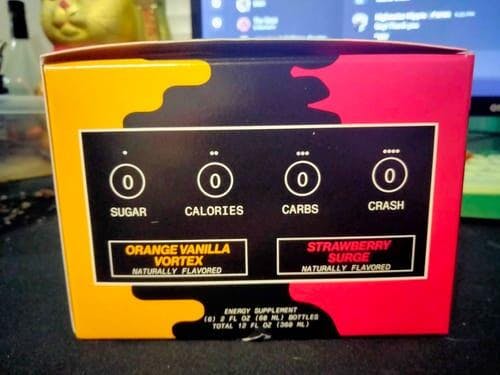 0 0 0 0
SUGAR CALORIES CARBS CRASH
ORANGE VANILLA
VORTEX
NATURALLY FLAVORED
STRAWBERRY
SURGE
NATURALLY FLAVORED
ENERGY SUPPLEMENT
(6) 2 FL OZ (60 ML) BOTTLES
TOTAL 12 FL OZ (360 ML)